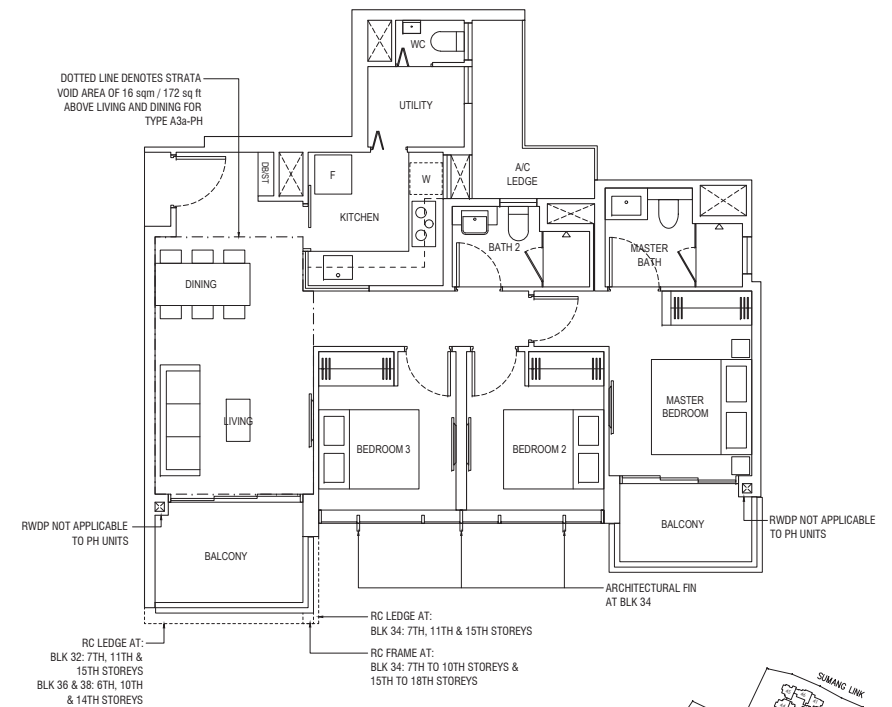 WC
DOTTED LINE DENOTES STRATA
VOID AREA OF 16 sqm / 172 sq ft
ABOVE LIVING AND DINING FOR
TYPE A3a-PH
UTILITY
DB/ST
F
W
A/C
LEDGE
KITCHEN
BATH 2
MASTER
BATH
DINING
MASTER
BEDROOM
LIVING
BEDROOM 3
BEDROOM 2
RWDP NOT APPLICABLE
TO PH UNITS
BALCONY
BALCONY
RWDP NOT APPLICABLE
TO PH UNITS
ARCHITECTURAL FIN
AT BLK 34
RC LEDGE AT:
BLK 34: 7TH, 11TH & 15TH STOREYS
RC LEDGE AT:
BLK 32: 7TH, 11TH &
15TH STOREYS
BLK 36 & 38: 6TH, 10TH
& 14TH STOREYS
RC FRAME AT:
BLK 34: 7TH TO 10TH STOREYS &
15TH TO 18TH STOREYS
SUMANG LINK